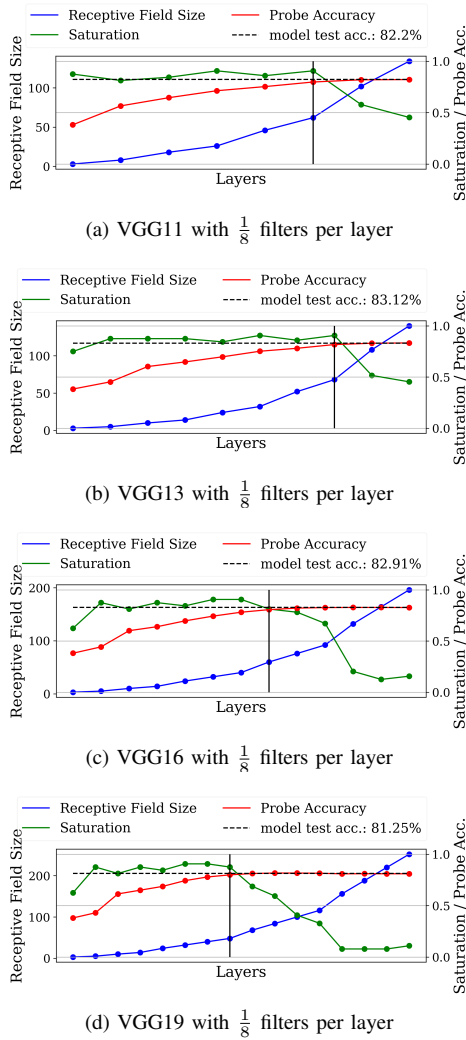 Receptive Field Size Probe Accuracy
Saturation model test acc.: 82.2%
Receptive Field Size
100
50
0
1.0
0.5
0.0
Saturation / Probe Acc.
Layers
(a) VGG11 with 1/8 filters per layer
Receptive Field Size Probe Accuracy
Saturation model test acc.: 83.12%
Receptive Field Size
100
50
0
1.0
0.5
0.0
Saturation / Probe Acc.
Layers
(b) VGG13 with 1/8 filters per layer
Receptive Field Size Probe Accuracy
Saturation model test acc.: 82.91%
Receptive Field Size
200
100
0
1.0
0.5
0.0
Saturation / Probe Acc.
Layers
(c) VGG16 with 1/8 filters per layer
Receptive Field Size Probe Accuracy
Saturation model test acc.: 81.25%
Receptive Field Size
200
100
0
1.0
0.5
0.0
Saturation / Probe Acc.
Layers
(d) VGG19 with 1/8 filters per layer